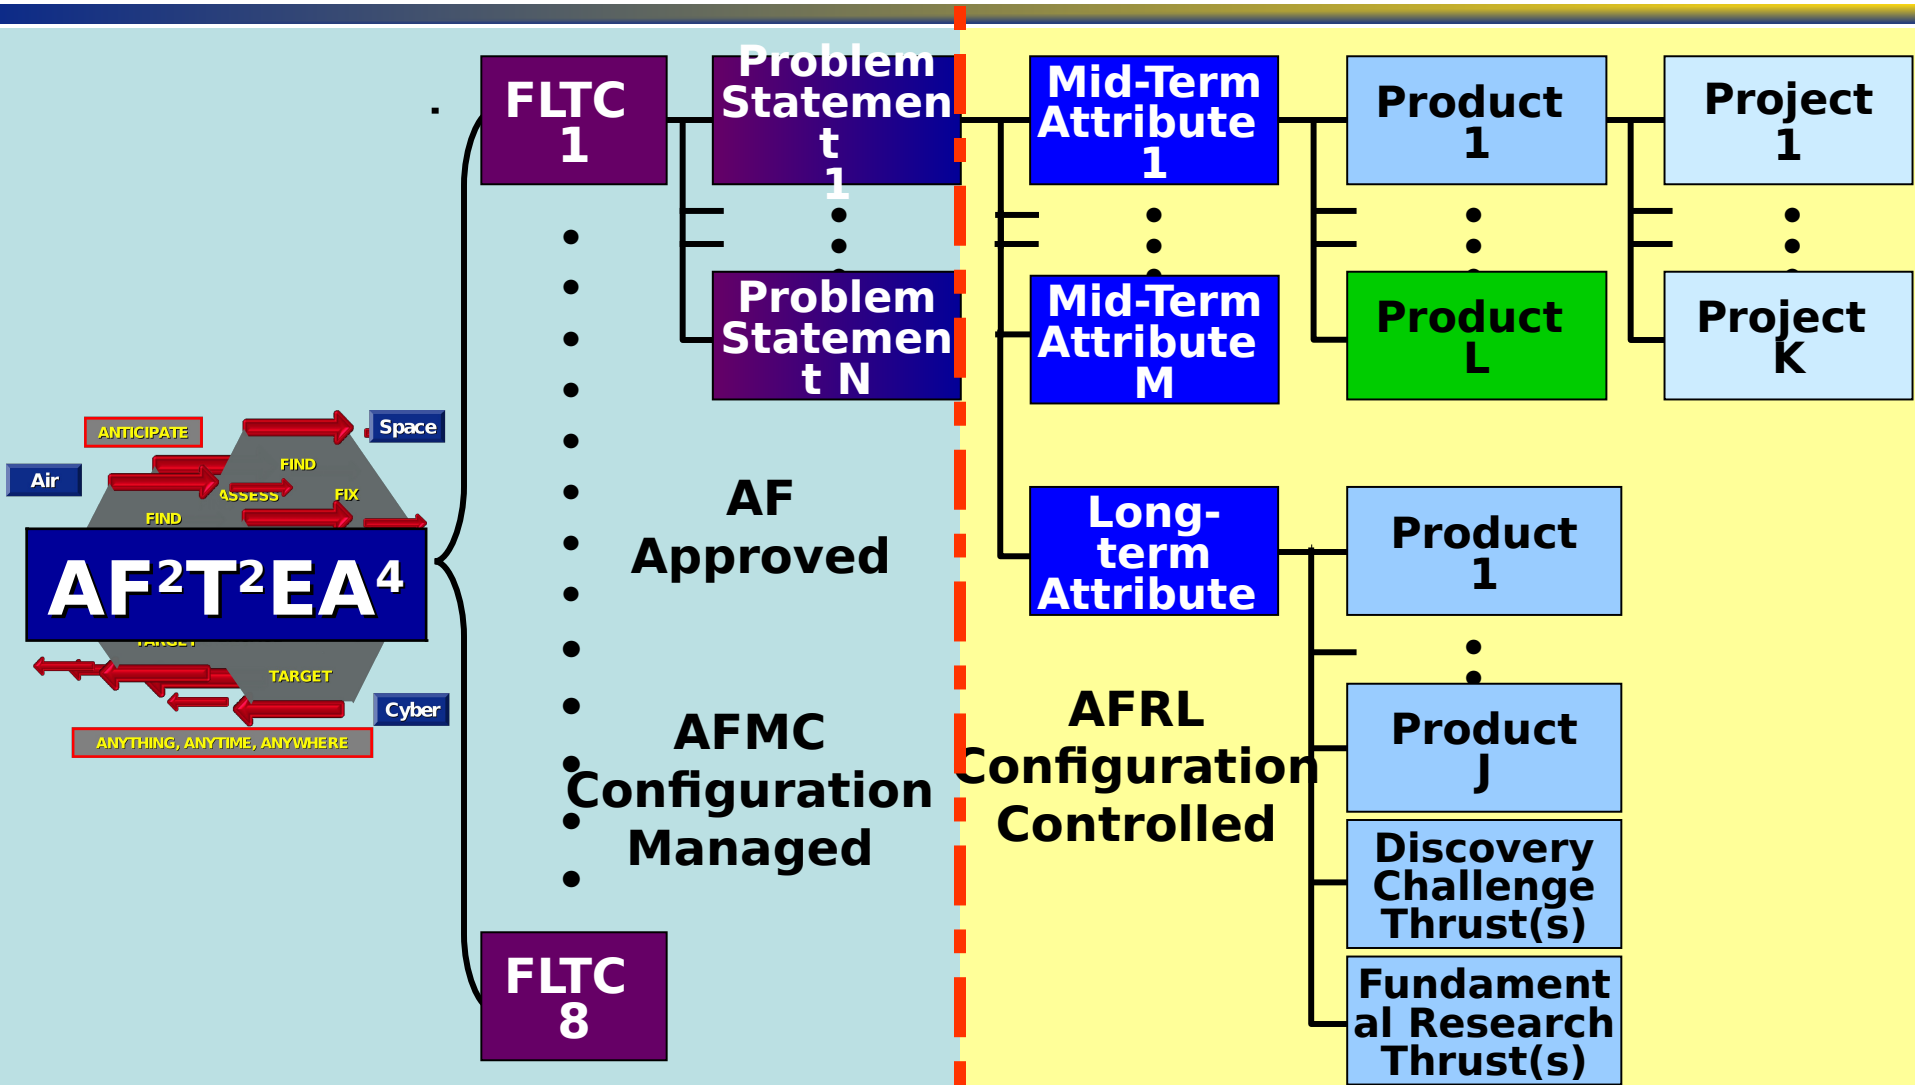 FLTC
1
Problem
Statemen
t
1
Mid-Term
Attribute
1
Product
1
Project
1
Problem
Statemen
t N
Mid-Term
Attribute
M
Product
L
Project
K
ANTICIPATE
Space
Air
FIND
ASSESS
FIX
FIND
AF²T²EA⁴
TARGET
TARGET
Cyber
ANYTHING, ANYTIME, ANYWHERE
AF
Approved
Long-
term
Attribute
Product
1
AFMC
Configuration
Managed
AFRL
Configuration
Controlled
Product
J
Discovery
Challenge
Thrust(s)
FLTC
8
Fundament
al Research
Thrust(s)